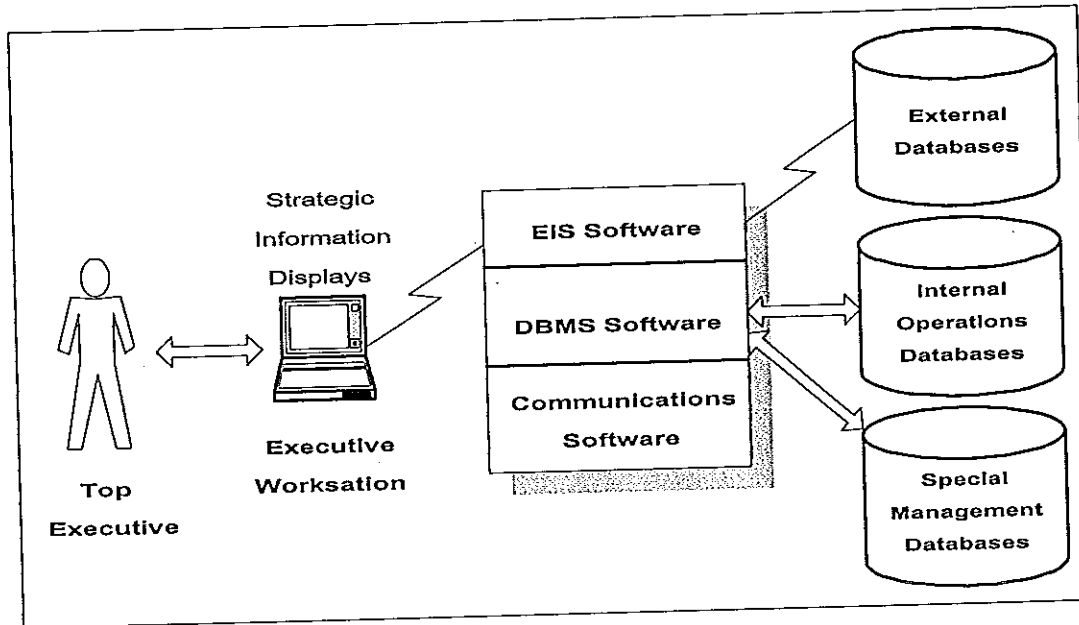 Top
Executive
Strategic
Information
Displays
Executive
Worksation
EIS Software
DBMS Software
Communications
Software
External
Databases
Internal
Operations
Databases
Special
Management
Databases